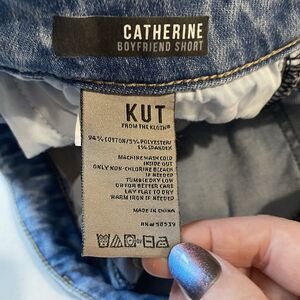 CATHERINE
BOYFRIEND SHORT
KUT
FROM THE KLOTH®
94% COTTON/5% POLYESTER/
1% SPANDEX
MACHINE WASH COLD
INSIDE OUT
ONLY NON-CHLORINE BLEACH
IF NEEDED
TUMBLE DRY LOW
OR FOR BETTER CARE
LAY FLAT TO DRY
WARM IRON IF NEEDED
MADE IN CHINA